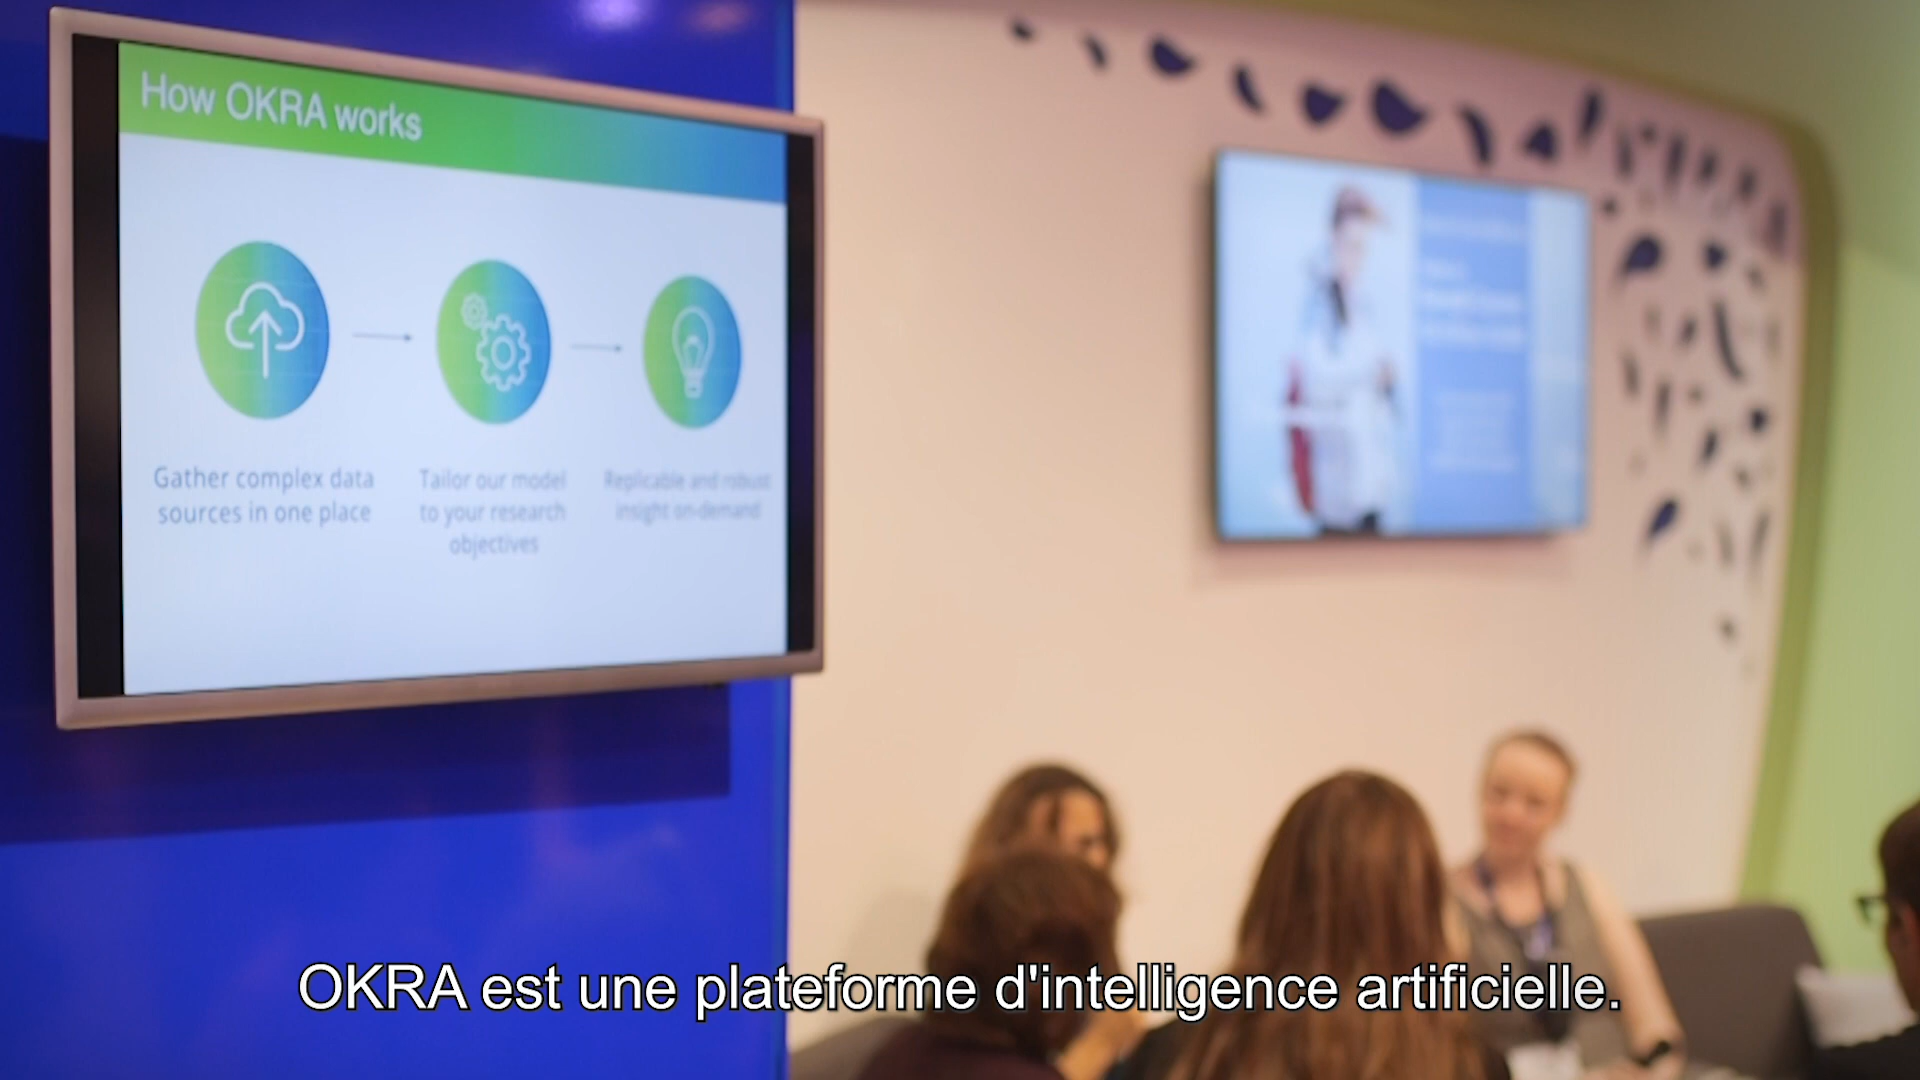 How OKRA works
Gather complex data
sources in one place
Tailor our model
to your research
objectives
Replicable and robust
insight on-demand
OKRA est une plateforme d'intelligence artificielle.